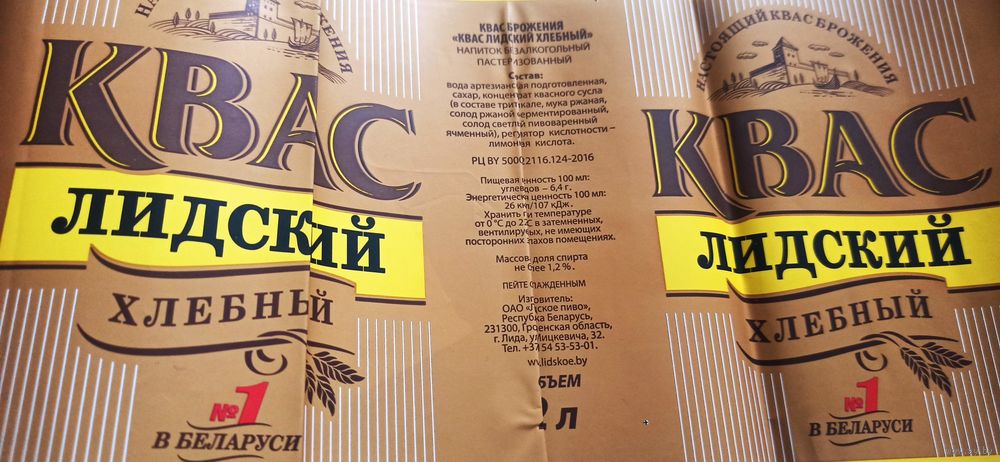 НА
ЖЕНИЯ
КВАС
ЛИДСКИЙ
ХЛЕБНЫЙ
№1
В БЕЛАРУСИ
КВАС БРОЖЕНИЯ
«КВАС ЛИДСКИЙ ХЛЕБНЫЙ»
НАПИТОК БЕЗАЛКОГОЛЬНЫЙ
ПАСТЕРИЗОВАННЫЙ
Состав:
вода артезианская подготовленная,
сахар, концентрат квасного сусла
(в составе тритикале, мука ржаная,
солод ржаной ферментированный,
солод светлый пивоваренный
ячменный), регулятор кислотности –
лимонная кислота.
РЦ BY 2116.124-2016
Пищевая ценность 100 мл:
углеводов – 6,4 г.
Энергетическая ценность 100 мл:
26 ккал/107 кДж.
Хранить при температуре
от 0 °С до в затемненных,
вентилируемых, не имеющих
посторонних запахов помещениях.
Массовая доля спирта
не более 1,2 %.
ПЕЙТЕ ОХЛАЖДЕННЫМ
Изготовитель:
ОАО «Лидское пиво»,
Республика Беларусь,
231300, Гродненская область,
г. Лида, ул. Мицкевича, 32.
Тел. 53-53-01.
lidskoe.by
ОБЪЕМ
2 л
НАСТОЯЩИЙ КВАС БРОЖЕНИЯ
КВАС
ЛИДСКИЙ
ХЛЕБНЫЙ
№1
В БЕЛАРУСИ